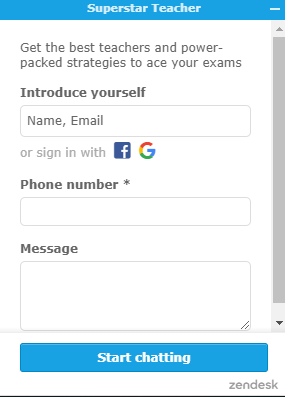 Superstar Teacher
Get the best teachers and power-
packed strategies to ace your exams
Introduce yourself
Name, Email
or sign in with
Phone number *
Message
Start chatting
zendesk